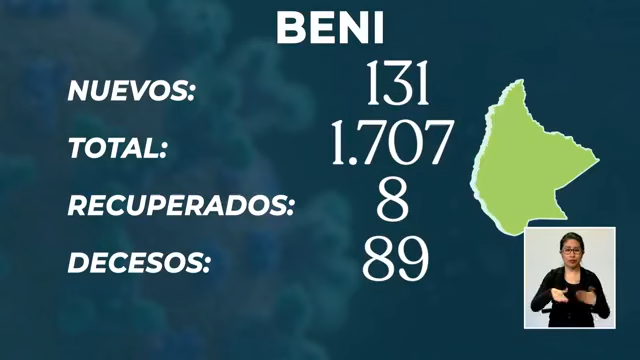 BENI
NUEVOS: 131
TOTAL: 1.707
RECUPERADOS: 8
DECESOS: 89